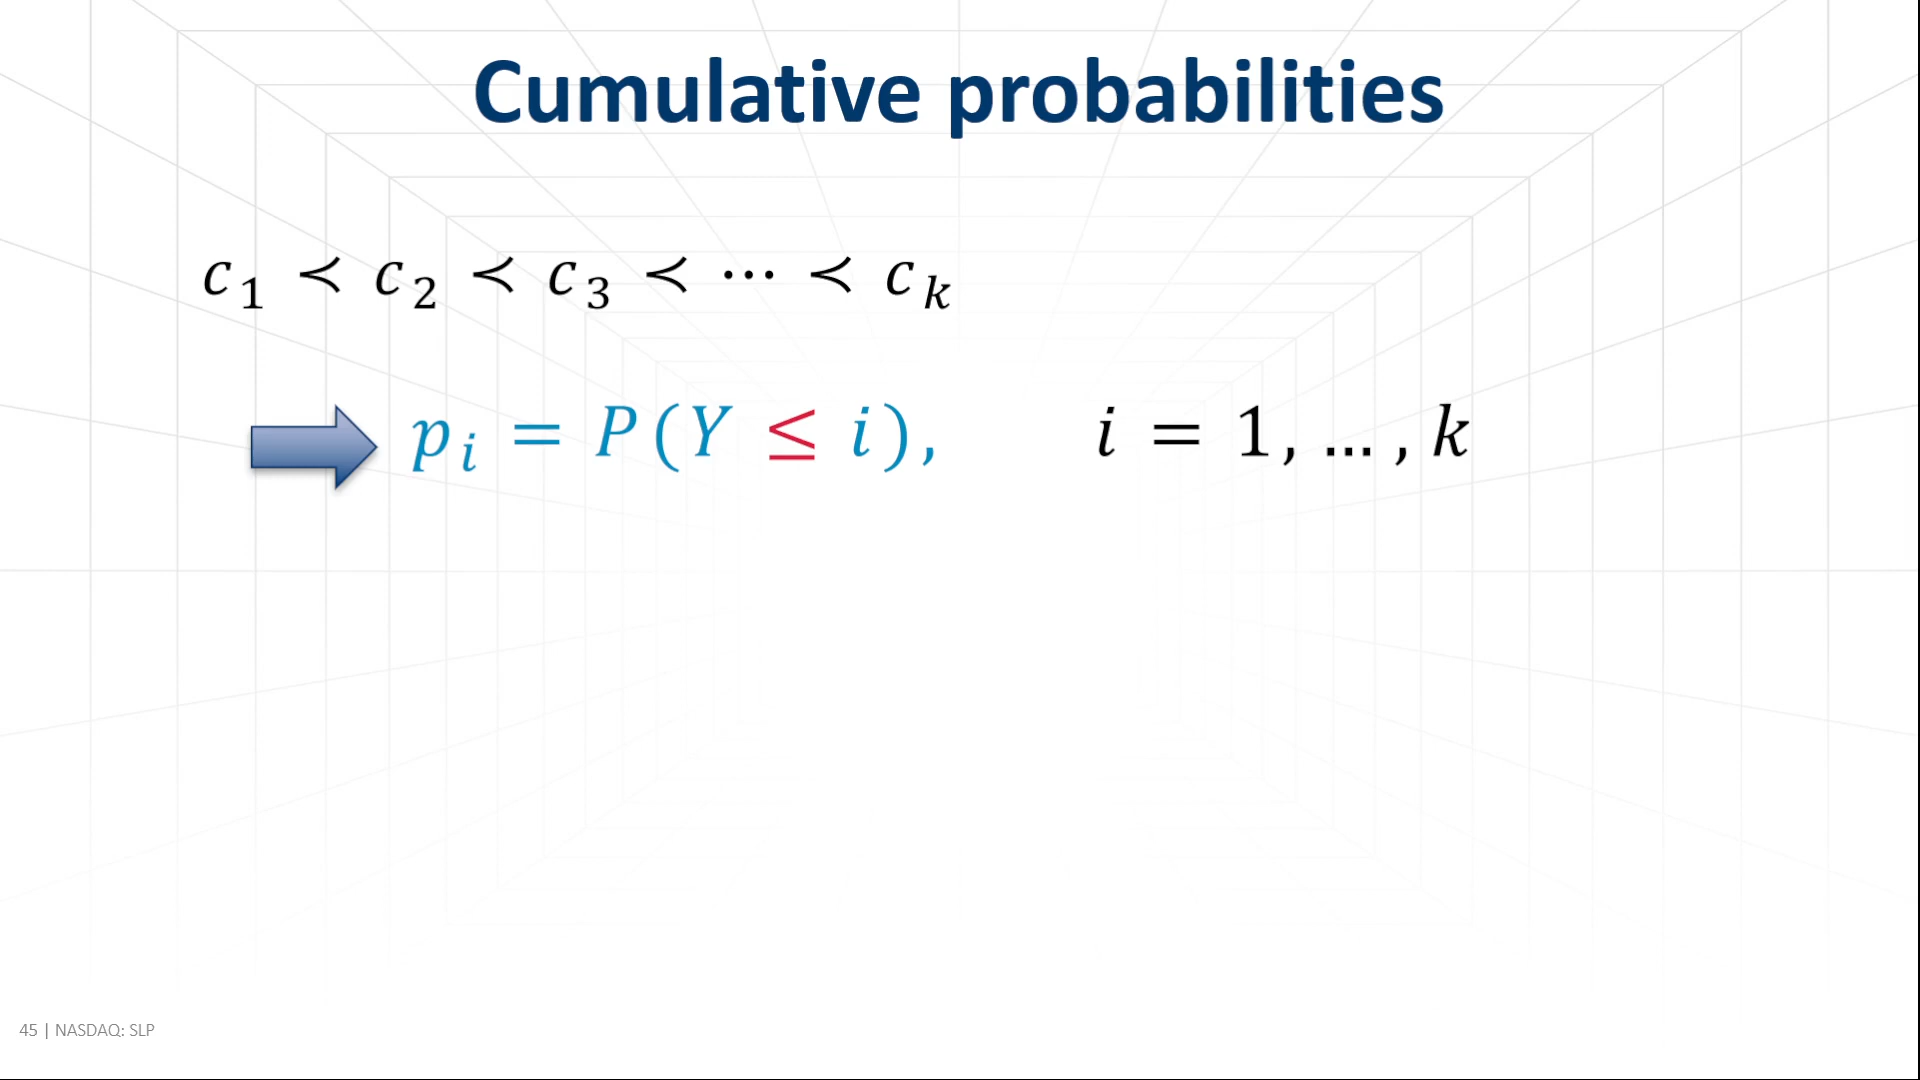 Cumulative probabilities
c₁ ≺ c₂ ≺ c₃ ≺ ⋯ ≺ cₖ
pᵢ = P(Y ≤ i), i = 1, … , k
45 | NASDAQ: SLP